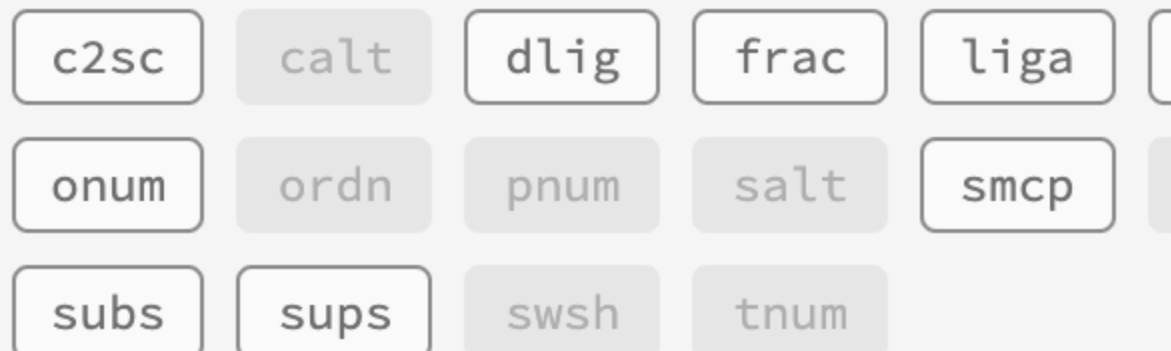 c2sc calt dlig frac liga
onum ordn pnum salt smcp
subs sups swsh tnum